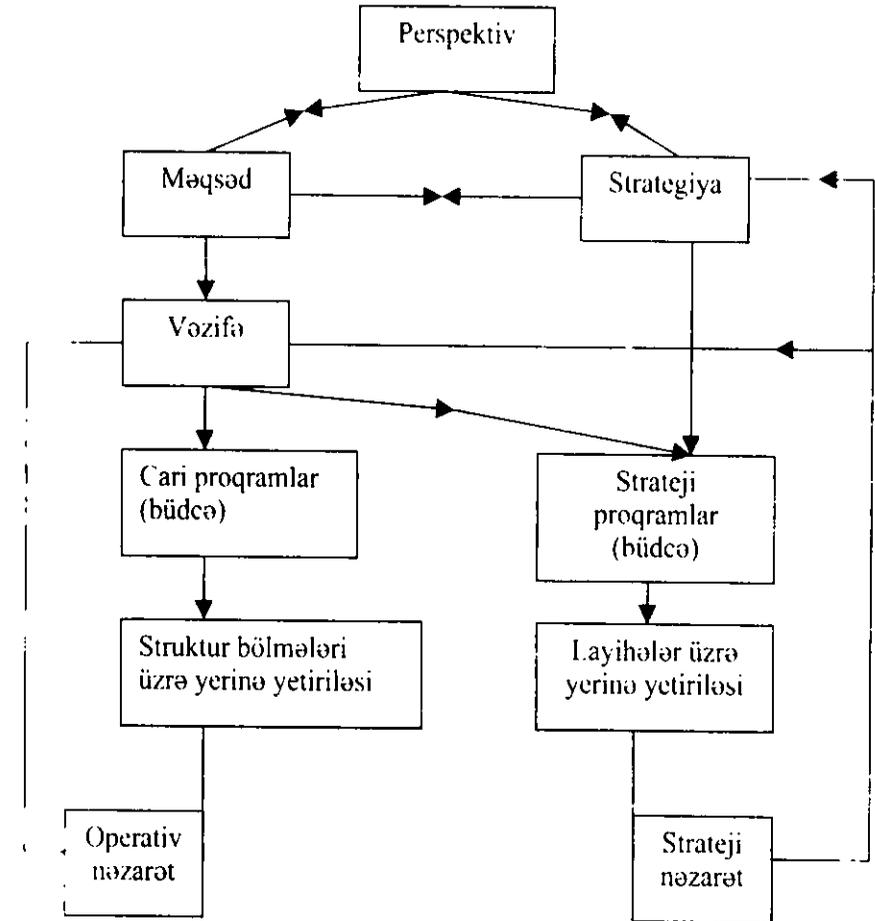 Perspektiv
Məqsəd
Strategiya
Vəzifə
Cari proqramlar
(büdcə)
Strateji
proqramlar
(büdcə)
Struktur bölmələri
üzrə yerinə yetiriləsi
Layihələr üzrə
yerinə yetiriləsi
Operativ
nəzarət
Strateji
nəzarət